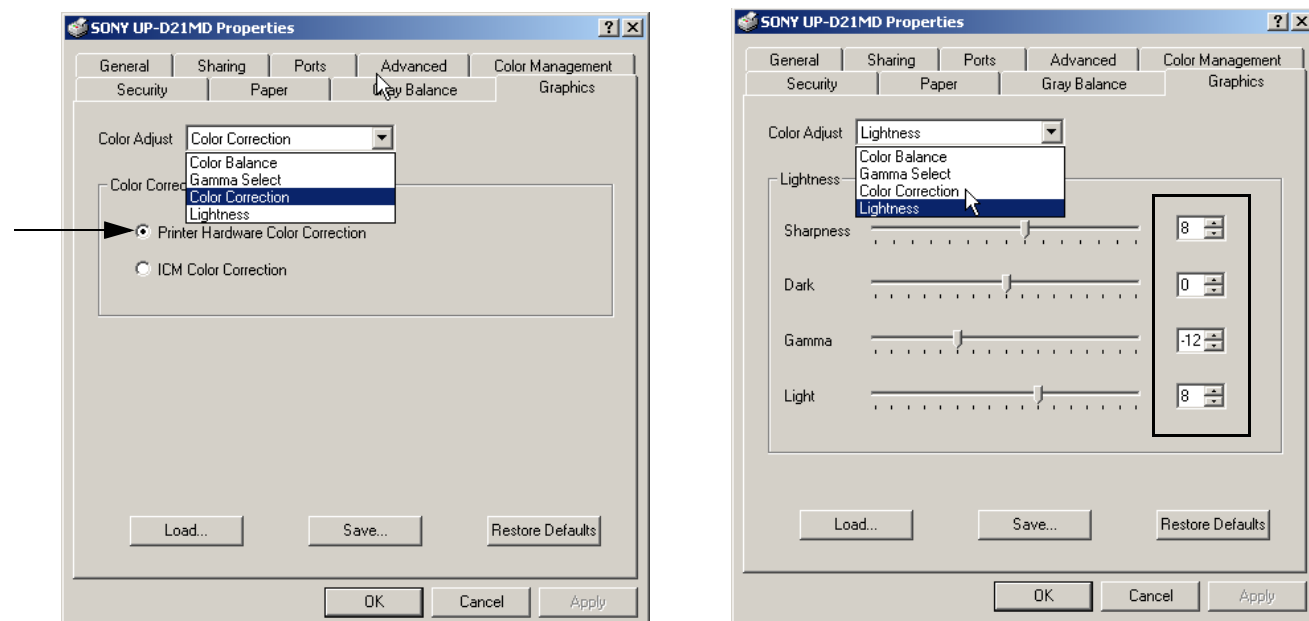 SONY UP-D21MD Properties
General Sharing Ports Advanced Color Management
Security Paper Gray Balance Graphics
Color Adjust Color Correction
Color Balance
Gamma Select
Color Correction
Lightness
Color Correc
Printer Hardware Color Correction
ICM Color Correction
Load... Save... Restore Defaults
OK Cancel Apply
SONY UP-D21MD Properties
General Sharing Ports Advanced Color Management
Security Paper Gray Balance Graphics
Color Adjust Lightness
Color Balance
Gamma Select
Color Correction
Lightness
Lightness
Sharpness 8
Dark 0
Gamma -12
Light 8
Load... Save... Restore Defaults
OK Cancel Apply